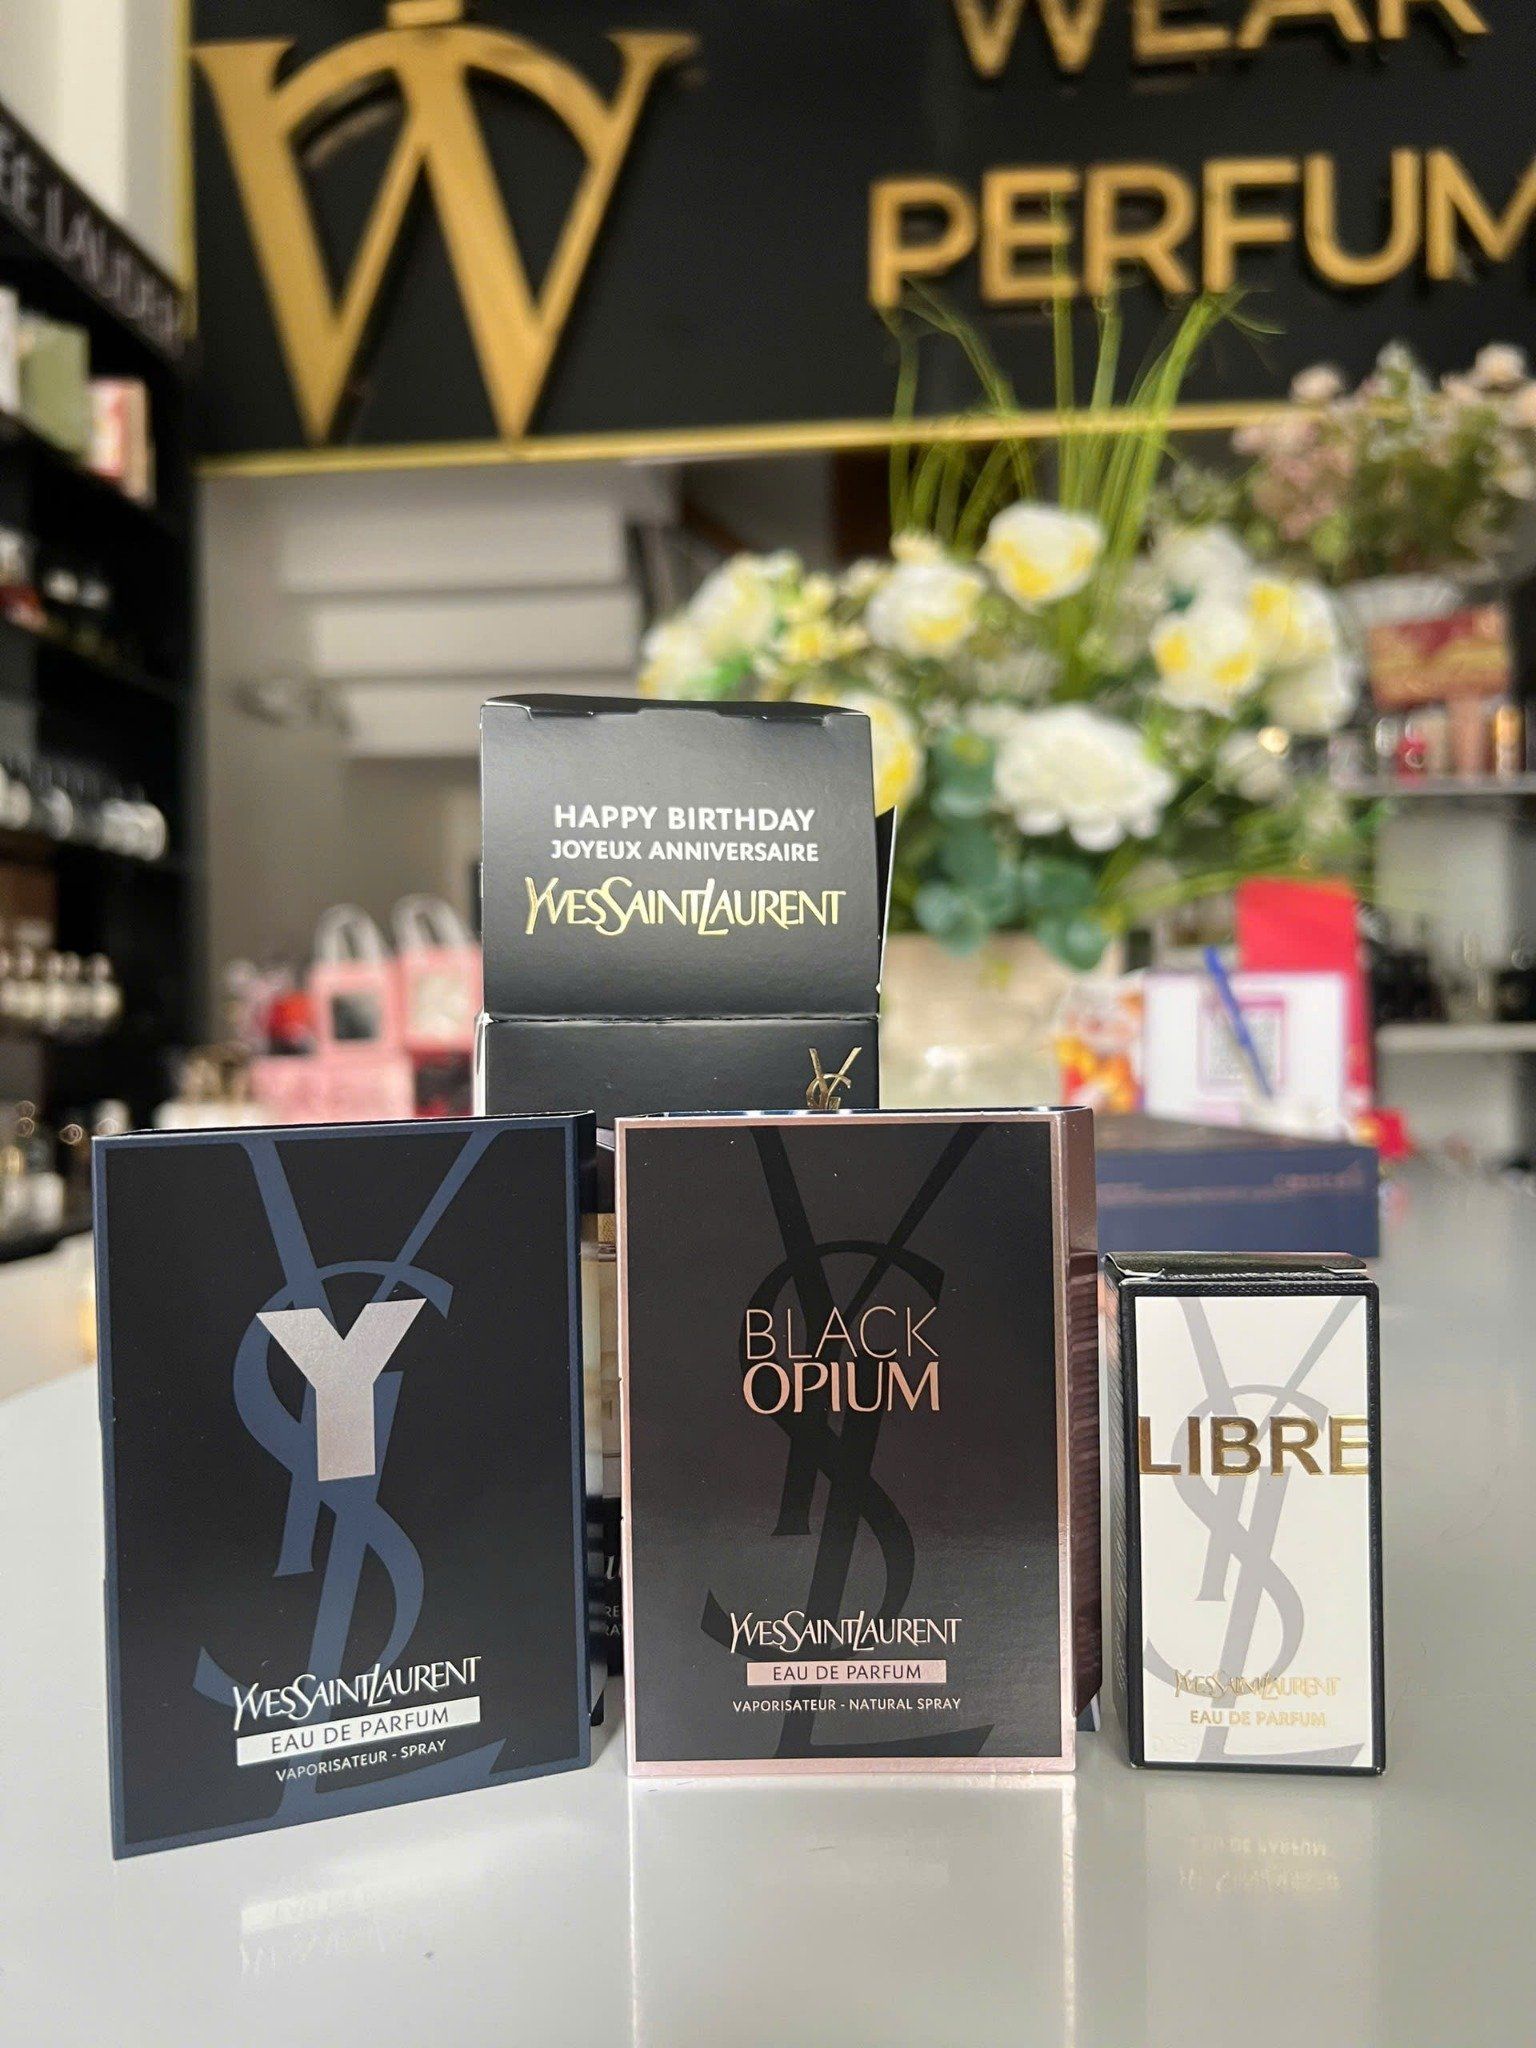 WEAR
PERFUM
HAPPY BIRTHDAY
JOYEUX ANNIVERSAIRE
YVESSAINTLAURENT
Y
YVESSAINTLAURENT
EAU DE PARFUM
VAPORISATEUR - SPRAY
BLACK
OPIUM
YVESSAINTLAURENT
EAU DE PARFUM
VAPORISATEUR - NATURAL SPRAY
LIBRE
YVESSAINTLAURENT
EAU DE PARFUM